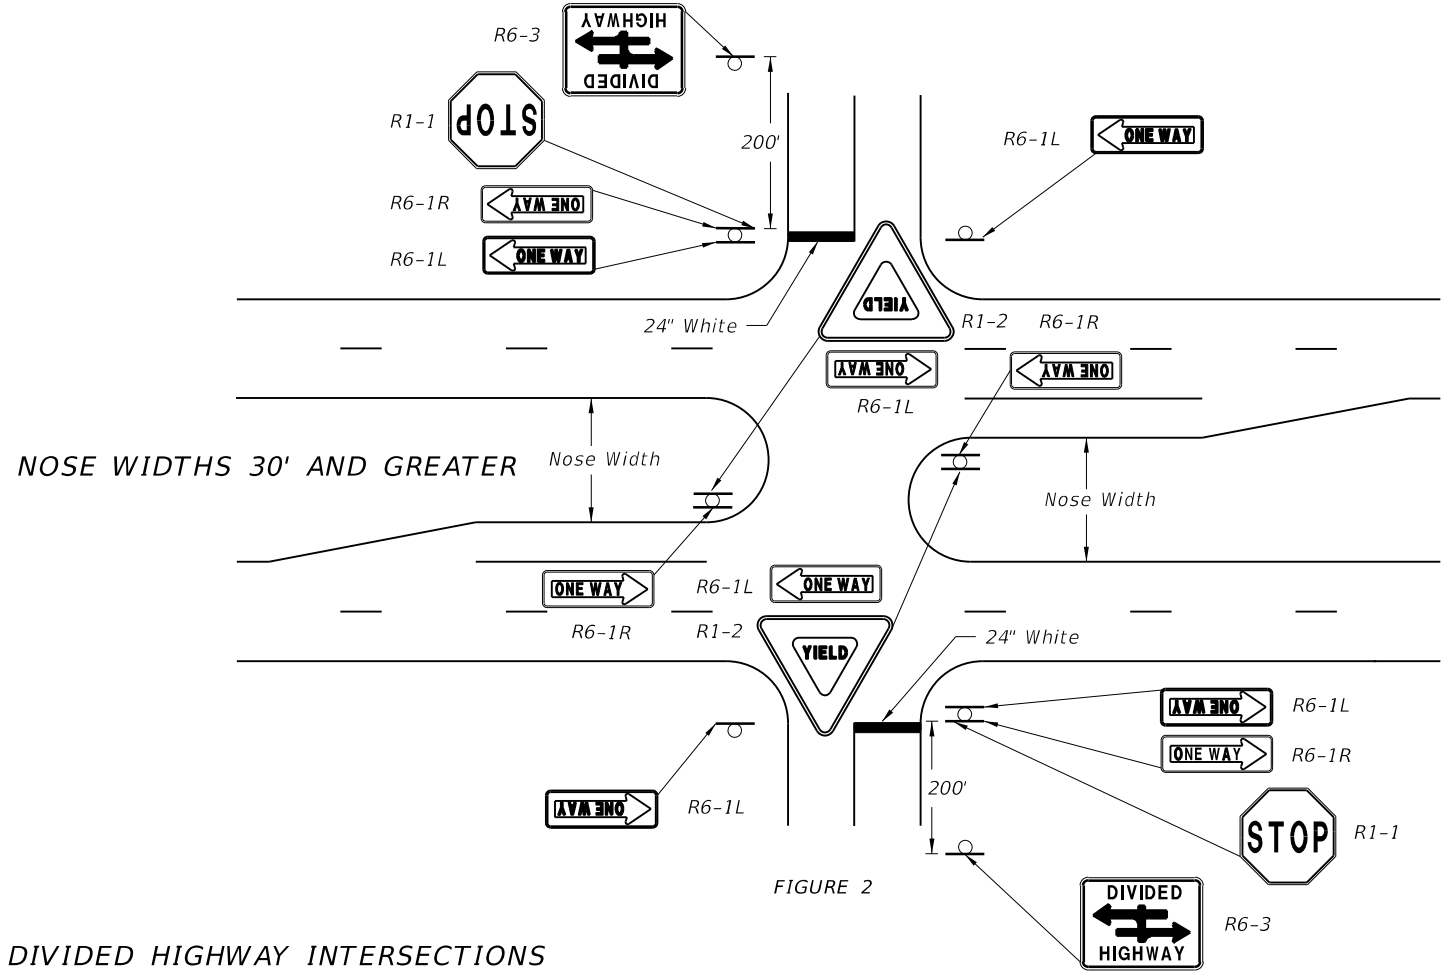 HIGHWAY
DIVIDED
R6-3
STOP
R1-1
200'
R6-1L
ONE WAY
R6-1R
ONE WAY
R6-1L
ONE WAY
24" White
YIELD
R1-2
R6-1R
ONE WAY
ONE WAY
R6-1L
NOSE WIDTHS 30' AND GREATER
Nose Width
Nose Width
ONE WAY
R6-1R
R6-1L
ONE WAY
R1-2
YIELD
24" White
ONE WAY
R6-1L
ONE WAY
R6-1R
ONE WAY
R6-1L
200'
STOP
R1-1
FIGURE 2
DIVIDED
HIGHWAY
R6-3
DIVIDED HIGHWAY INTERSECTIONS